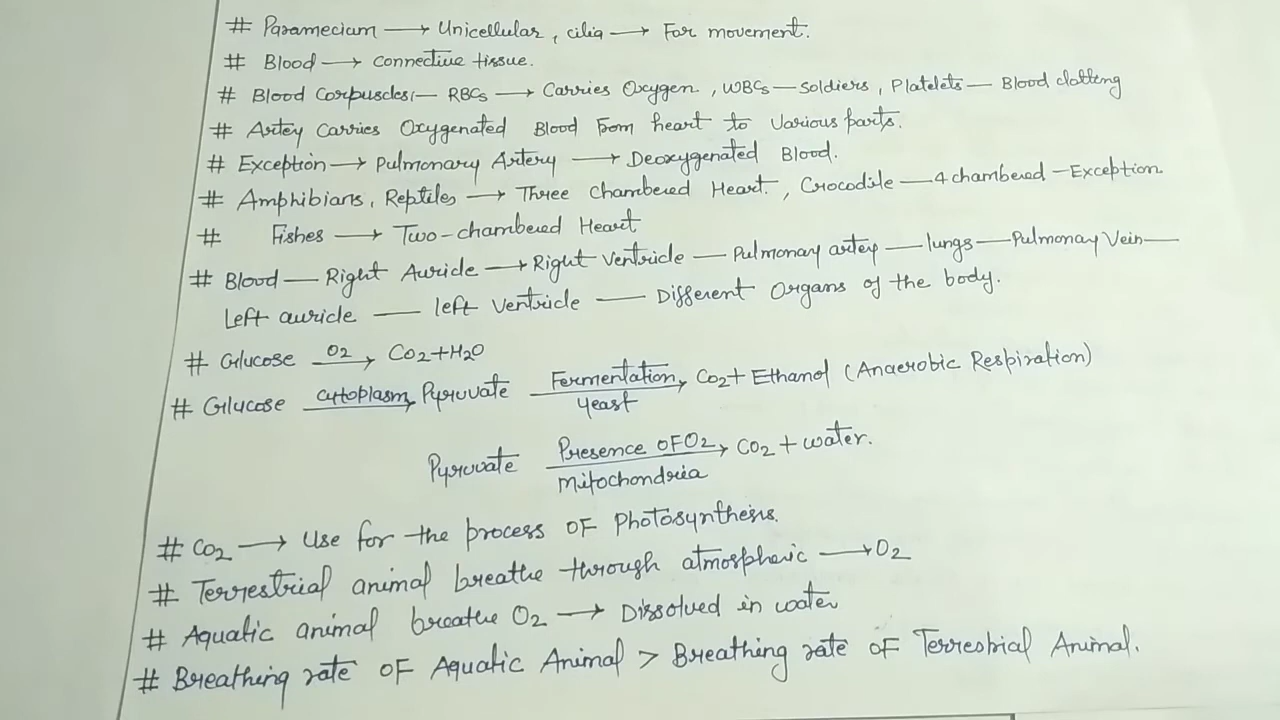 # Paramecium → Unicellular, cilia → For movement.
# Blood → Connective tissue.
# Blood Corpuscles:— RBCs → Carries Oxygen, WBCs — Soldiers, Platelets — Blood clotting
# Artey Carries Oxygenated Blood from heart to Various parts.
# Exception → Pulmonary Artery → Deoxygenated Blood.
# Amphibians, Reptiles → Three Chambered Heart., Crocodile — 4 chambered — Exception.
# Fishes → Two-chambered Heart
# Blood — Right Auricle → Right Ventricle — Pulmonary artey — lungs — Pulmonay Vein —
Left auricle — left ventricle — Different Organs of the body.
# Glucose O2 → CO2+H2O
# Glucose cytoplasm → Pyruvate Fermentation → CO2+ Ethanol (Anaerobic Respiration)
Yeast
Pyruvate Presence OF O2 → CO2 + water.
Mitochondria
# CO2 → Use for the process OF Photosynthesis.
# Terrestrial animal breathe through atmospheric → O2
# Aquatic animal breathe O2 → Dissolved in water
# Breathing rate OF Aquatic Animal > Breathing rate OF Terrestrial Animal.